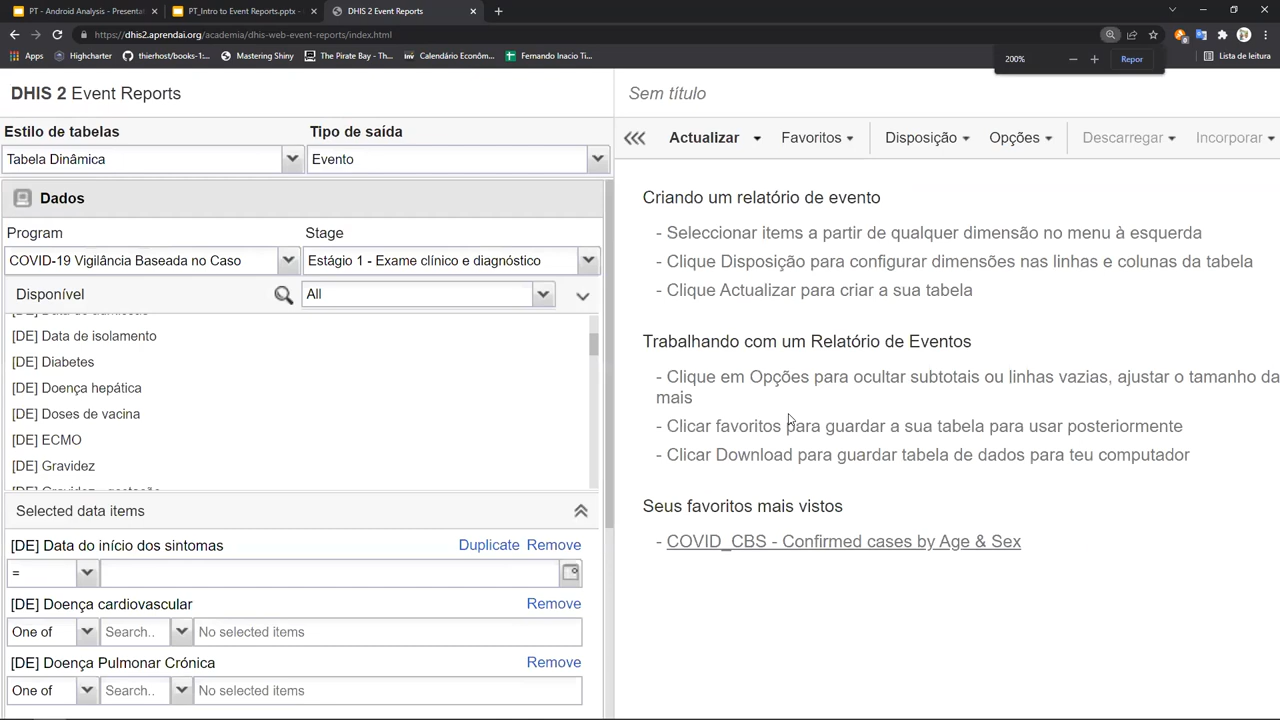 PT - Android Analysis - Presentat
PT_Intro to Event Reports.pptx -
DHIS 2 Event Reports
https://dhis2.aprendai.org/academia/dhis-web-event-reports/index.html
Apps
Highcharter
thierhost/books-1:...
Mastering Shiny
The Pirate Bay - Th...
Calendário Econôm...
Fernando Inacio Ti...
Lista de leitura
200%
Repor
DHIS 2 Event Reports
Sem título
Estilo de tabelas
Tipo de saída
Tabela Dinâmica
Evento
Actualizar
Favoritos
Disposição
Opções
Descarregar
Incorporar
Dados
Program
Stage
COVID-19 Vigilância Baseada no Caso
Estágio 1 - Exame clínico e diagnóstico
Disponível
All
[DE] Data de isolamento
[DE] Diabetes
[DE] Doença hepática
[DE] Doses de vacina
[DE] ECMO
[DE] Gravidez
Selected data items
[DE] Data do início dos sintomas
Duplicate Remove
=
[DE] Doença cardiovascular
Remove
One of
Search..
No selected items
[DE] Doença Pulmonar Crónica
Remove
One of
Search..
No selected items
Criando um relatório de evento
- Seleccionar items a partir de qualquer dimensão no menu à esquerda
- Clique Disposição para configurar dimensões nas linhas e colunas da tabela
- Clique Actualizar para criar a sua tabela
Trabalhando com um Relatório de Eventos
- Clique em Opções para ocultar subtotais ou linhas vazias, ajustar o tamanho da
mais
- Clicar favoritos para guardar a sua tabela para usar posteriormente
- Clicar Download para guardar tabela de dados para teu computador
Seus favoritos mais vistos
- COVID_CBS - Confirmed cases by Age & Sex